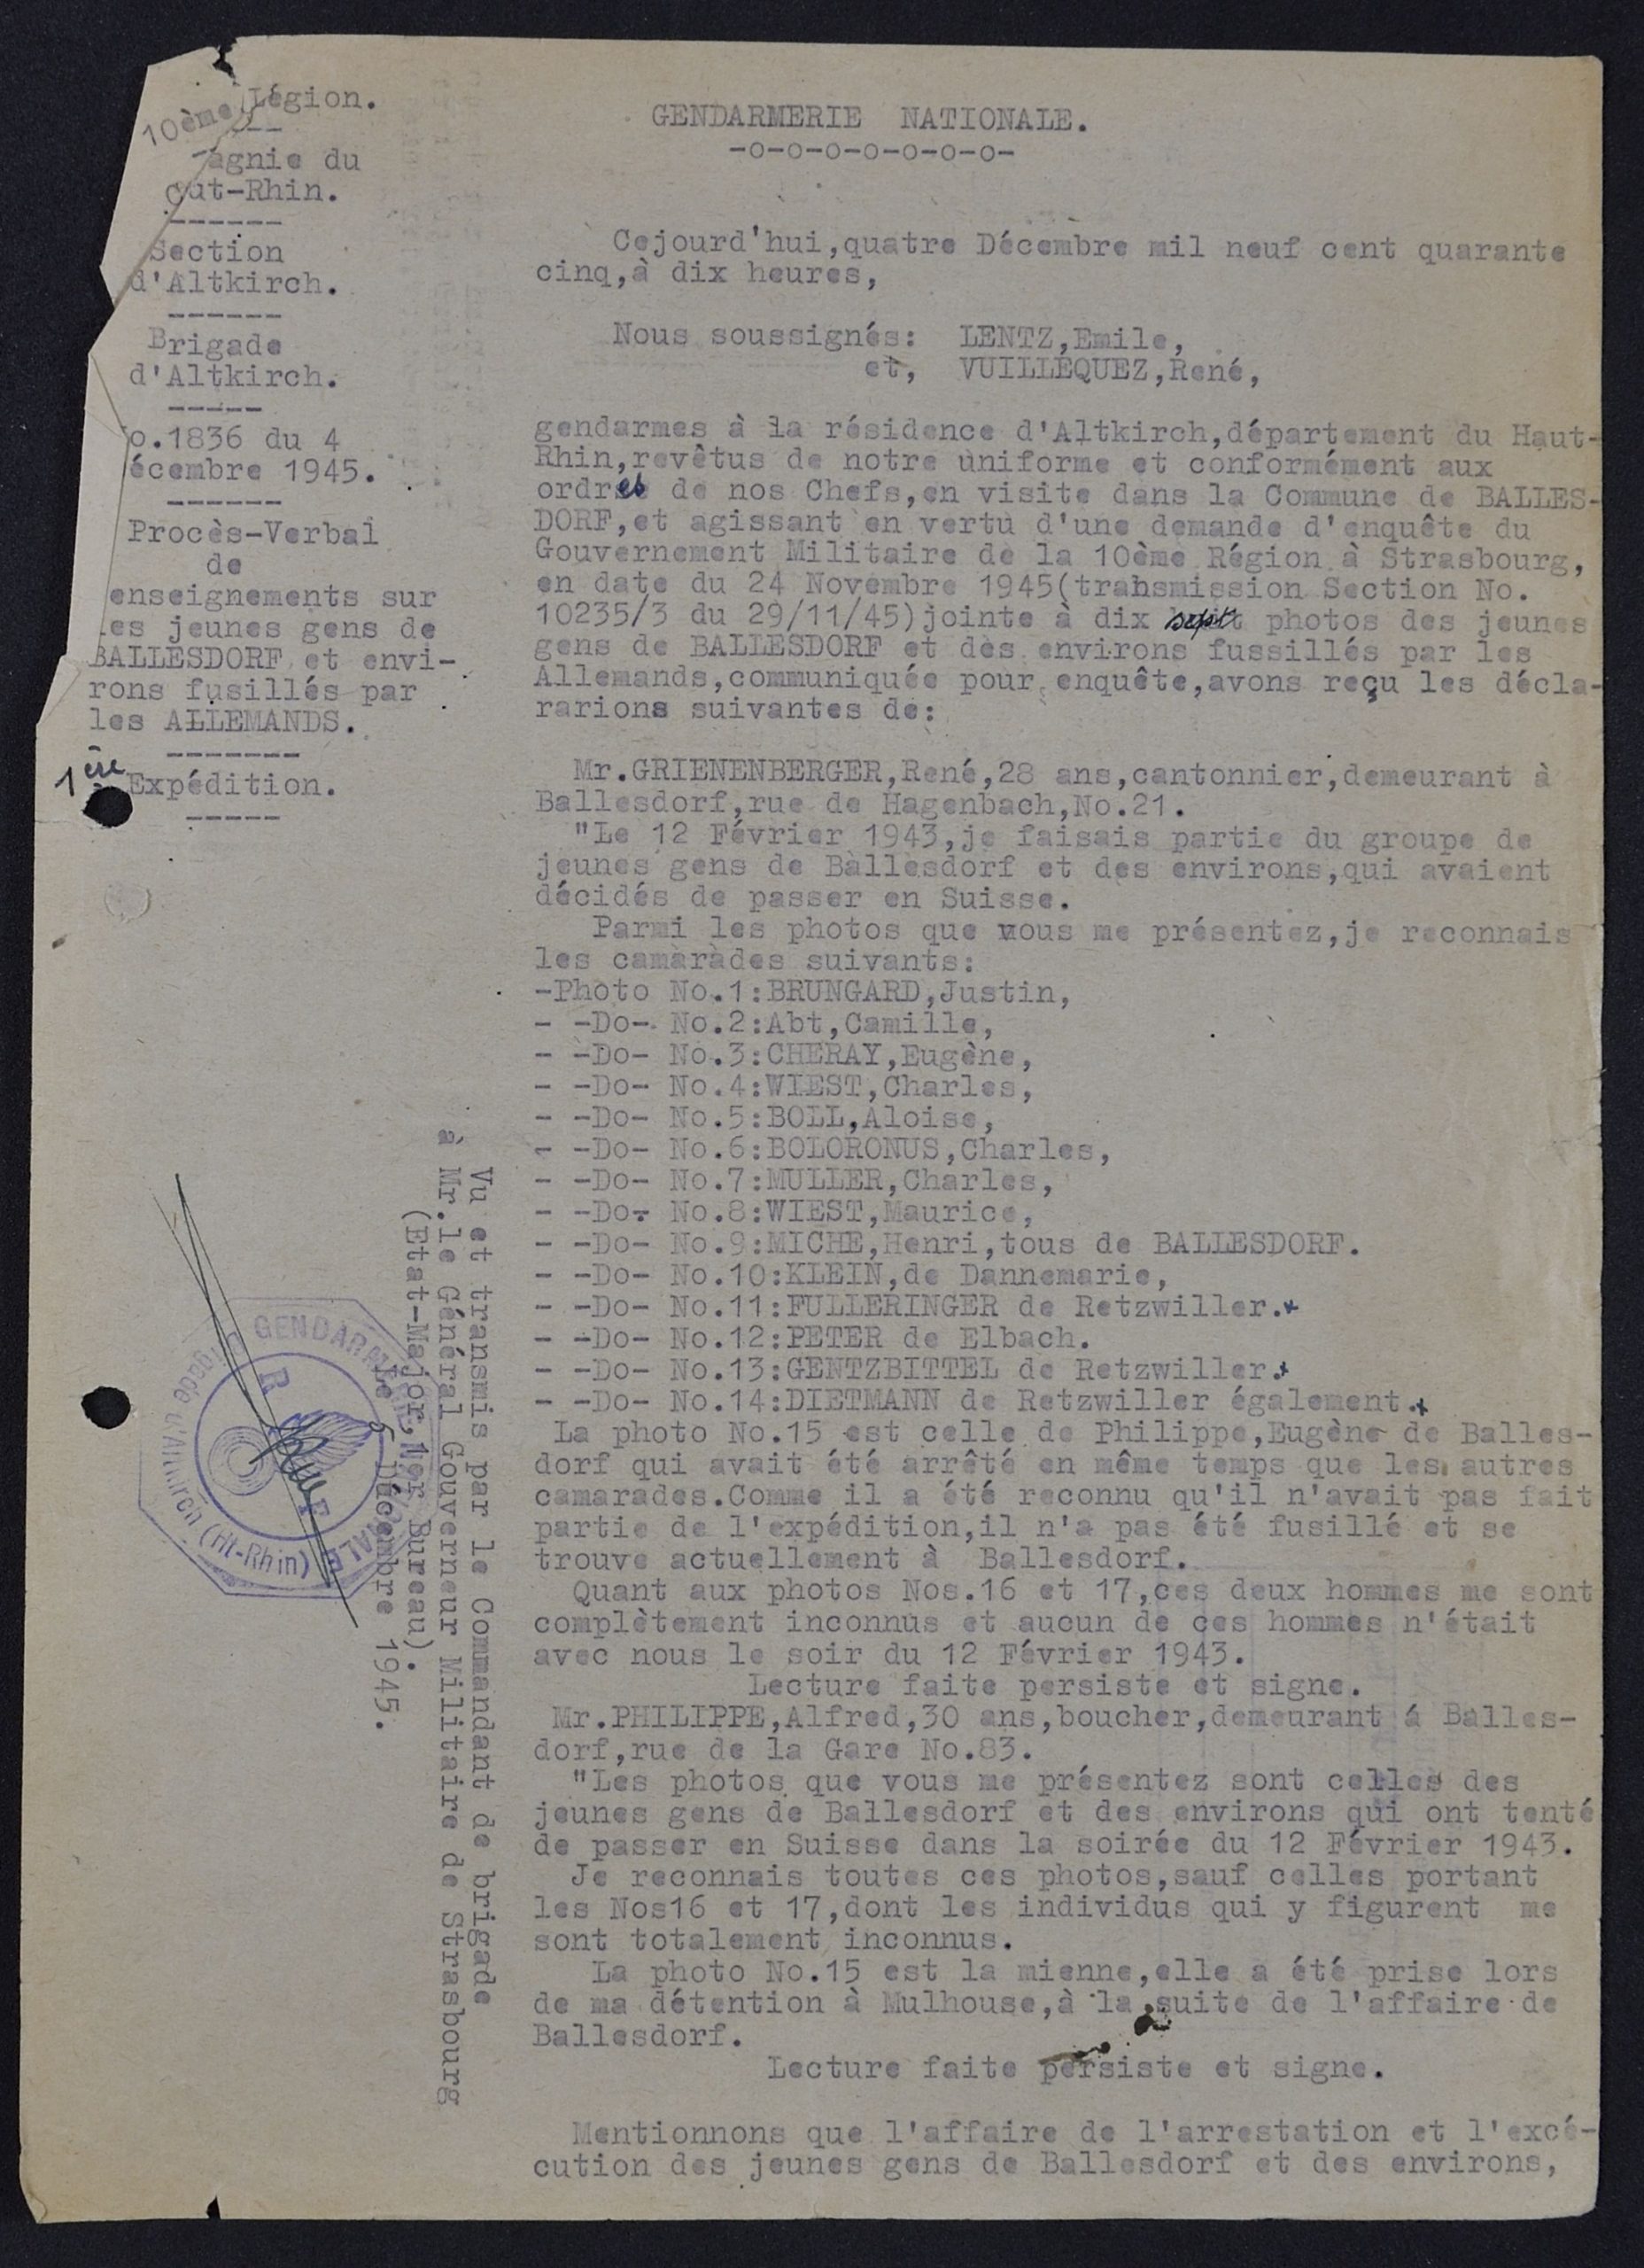 10ème Légion.
agnie du
aut-Rhin.
------
Section
d'Altkirch.
------
Brigade
d'Altkirch.
-----
o.1836 du 4
écembre 1945.
------
Procès-Verbal
de
enseignements sur
les jeunes gens de
BALLESDORF et envi-
rons fusillés par
les ALLEMANDS.
-------
1ère Expédition.
-----
GENDARMERIE NATIONALE.
-o-o-o-o-o-o-o-
Cejourd'hui,quatre Décembre mil neuf cent quarante
cinq,à dix heures,
Nous soussignés: LENTZ,Emile,
et, VUILLEQUEZ,René,
gendarmes à la résidence d'Altkirch,département du Haut-
Rhin,revêtus de notre uniforme et conformément aux
ordres de nos Chefs,en visite dans la Commune de BALLES-
DORF,et agissant en vertu d'une demande d'enquête du
Gouvernement Militaire de la 10ème Région à Strasbourg,
en date du 24 Novembre 1945(transmission Section No.
10235/3 du 29/11/45)jointe à dix sept photos des jeunes
gens de BALLESDORF et des environs fussillés par les
Allemands,communiquée pour enquête,avons reçu les décla-
rarions suivantes de:
Mr.GRIENENBERGER,René,28 ans,cantonnier,demeurant à
Ballesdorf,rue de Hagenbach,No.21.
"Le 12 Février 1943,je faisais partie du groupe de
jeunes gens de Ballesdorf et des environs,qui avaient
décidés de passer en Suisse.
Parmi les photos que vous me présentez,je reconnais
les camarades suivants:
-Photo No.1:BRUNGARD,Justin,
- -Do- No.2:Abt,Camille,
- -Do- No.3:CHERAY,Eugène,
- -Do- No.4:WIEST,Charles,
- -Do- No.5:BOLL,Aloise,
- -Do- No.6:BOLORONUS,Charles,
- -Do- No.7:MULLER,Charles,
- -Do- No.8:WIEST,Maurice,
- -Do- No.9:MICHE,Henri,tous de BALLESDORF.
- -Do- No.10:KLEIN,de Dannemarie,
- -Do- No.11:FULLERINGER de Retzwiller.x
- -Do- No.12:PETER de Elbach.
- -Do- No.13:GENTZBITTEL de Retzwiller.x
- -Do- No.14:DIETMANN de Retzwiller également.x
La photo No.15 est celle de Philippe,Eugène de Balles-
dorf qui avait été arrêté en même temps que les autres
camarades.Comme il a été reconnu qu'il n'avait pas fait
partie de l'expédition,il n'a pas été fusillé et se
trouve actuellement à Ballesdorf.
Quant aux photos Nos.16 et 17,ces deux hommes me sont
complètement inconnus et aucun de ces hommes n'était
avec nous le soir du 12 Février 1943.
Lecture faite persiste et signe.
Mr.PHILIPPE,Alfred,30 ans,boucher,demeurant á Balles-
dorf,rue de la Gare No.83.
"Les photos que vous me présentez sont celles des
jeunes gens de Ballesdorf et des environs qui ont tenté
de passer en Suisse dans la soirée du 12 Février 1943.
Je reconnais toutes ces photos,sauf celles portant
les Nos16 et 17,dont les individus qui y figurent me
sont totalement inconnus.
La photo No.15 est la mienne,elle a été prise lors
de ma détention à Mulhouse,à la suite de l'affaire de
Ballesdorf.
Lecture faite persiste et signe.
Mentionnons que l'affaire de l'arrestation et l'exé-
cution des jeunes gens de Ballesdorf et des environs,
Vu et transmis par le Commandant de brigade
à Mr.le Général Gouverneur Militaire de Strasbourg
(Etat-Major,1er Bureau)
Le 6 Décembre 1945.
GENDARMERIE NATIONALE
R F
Brigade d'Altkirch (Ht-Rhin)